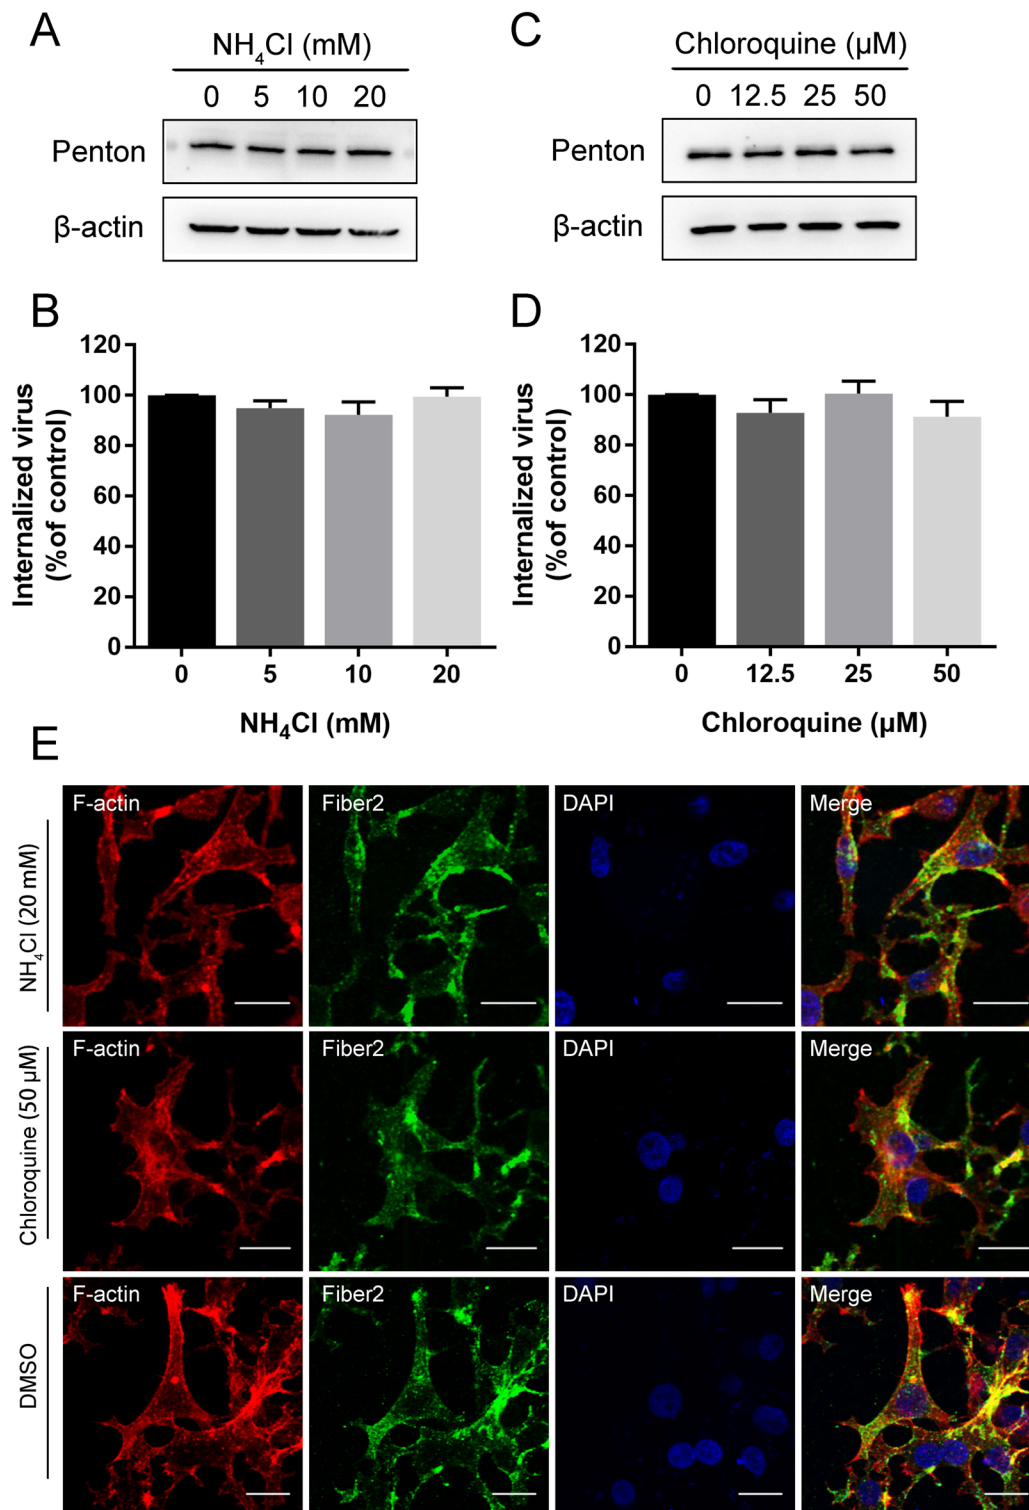 A
NH₄Cl (mM)
0 5 10 20
Penton
β-actin
C
Chloroquine (µM)
0 12.5 25 50
Penton
β-actin
B
Internalized virus
(%of control)
120
100
80
60
40
20
0
0 5 10 20
NH₄Cl (mM)
D
Internalized virus
(%of control)
120
100
80
60
40
20
0
0 12.5 25 50
Chloroquine (µM)
E
NH₄Cl (20 mM)
F-actin Fiber2 DAPI Merge
Chloroquine (50 µM)
F-actin Fiber2 DAPI Merge
DMSO
F-actin Fiber2 DAPI Merge